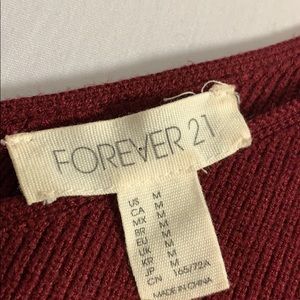 FOREVER 21
US M
CA M
MX M
BR M
EU M
UK M
KR M
JP M
CN 165/72A
MADE IN CHINA